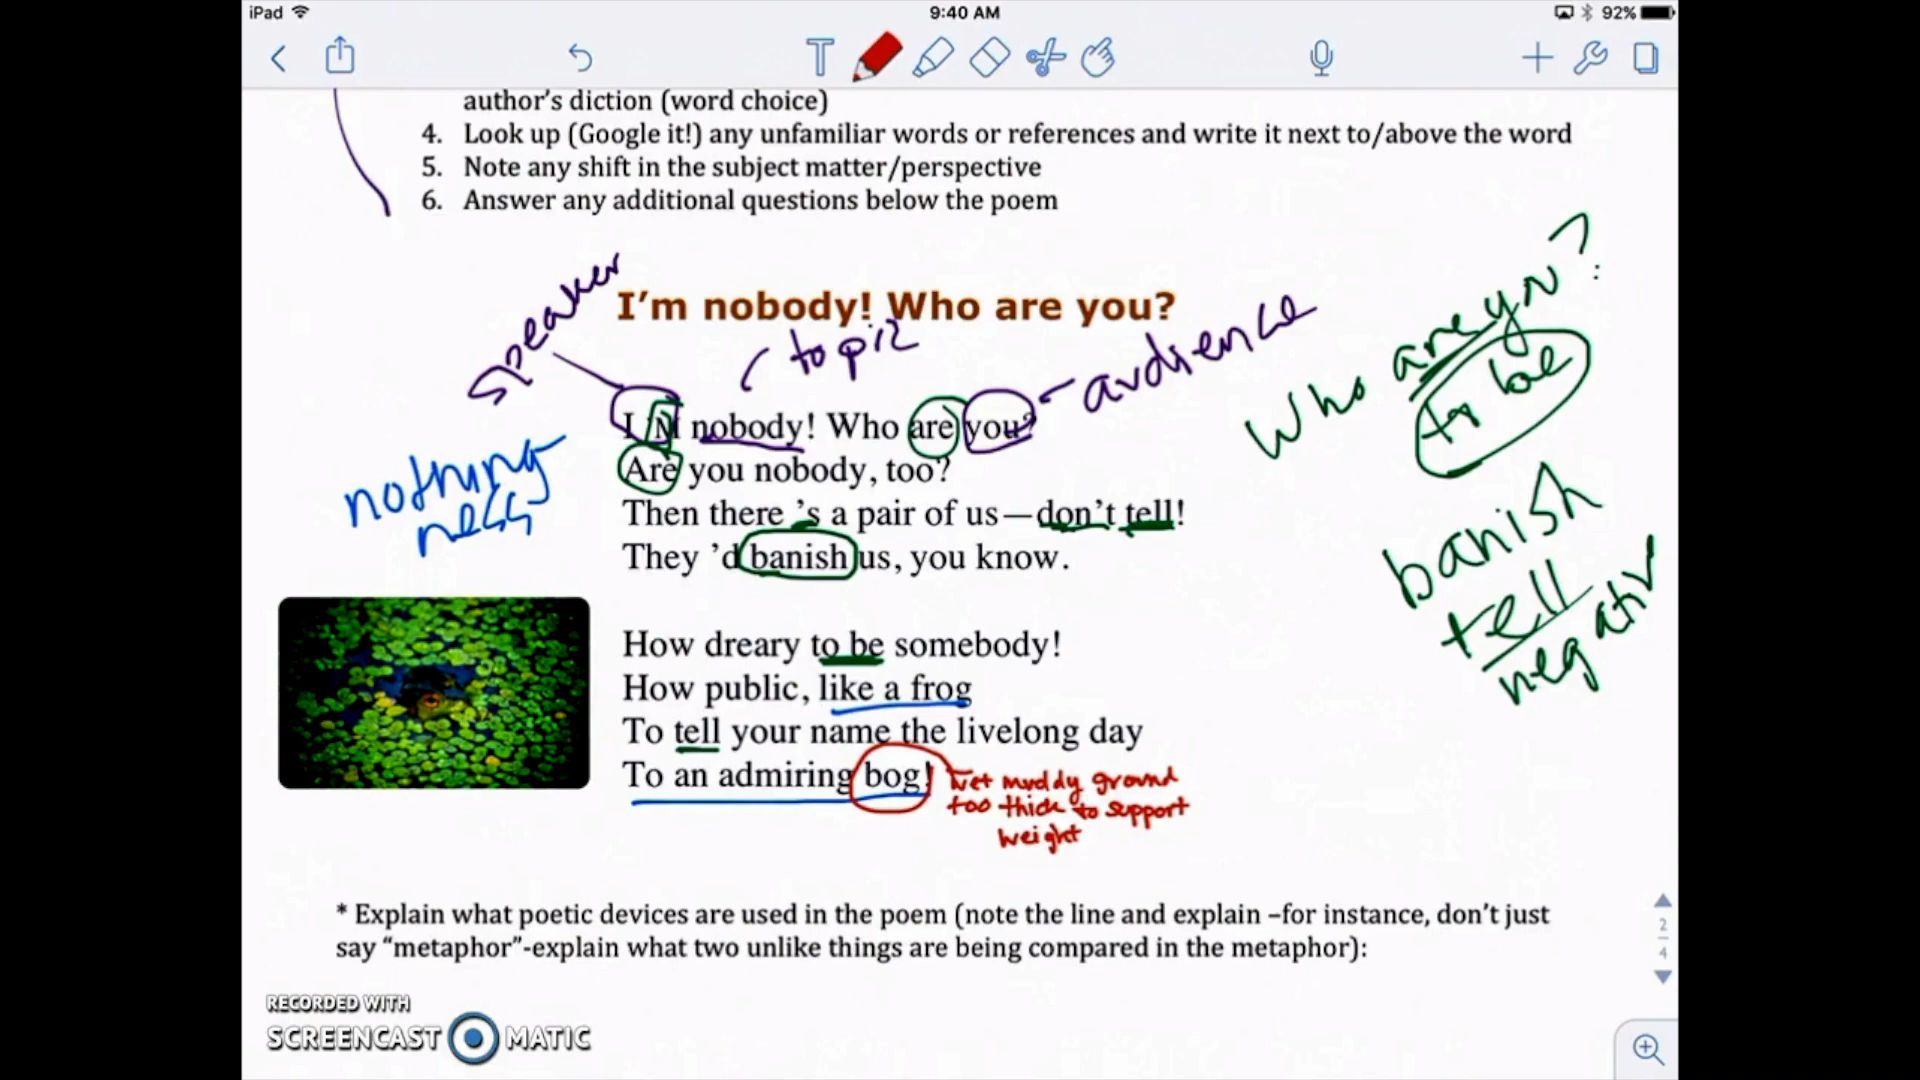 iPad
9:40 AM
92%
T
author's diction (word choice)
4. Look up (Google it!) any unfamiliar words or references and write it next to/above the word
5. Note any shift in the subject matter/perspective
6. Answer any additional questions below the poem
I'm nobody! Who are you?
speaker
topic
audience
I 'M nobody! Who are you?
Are you nobody, too?
Then there 's a pair of us—don't tell!
They 'd banish us, you know.
nothing
ness
Who are you?
to be
banish
tell
negativ
How dreary to be somebody!
How public, like a frog
To tell your name the livelong day
To an admiring bog!
wet muddy ground
too thick to support
weight
* Explain what poetic devices are used in the poem (note the line and explain –for instance, don't just
say “metaphor”-explain what two unlike things are being compared in the metaphor):
2
4
RECORDED WITH
SCREENCAST MATIC